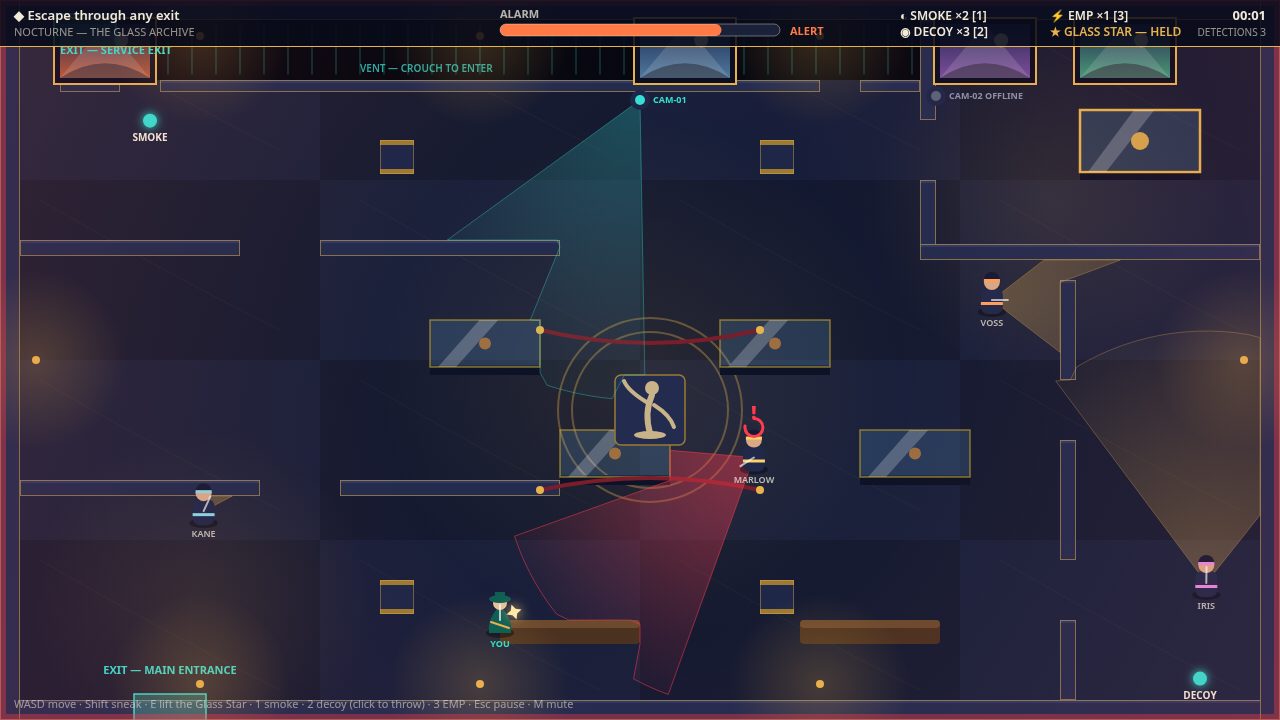 ◆ Escape through any exit
NOCTURNE — THE GLASS ARCHIVE
ALARM
ALERT
SMOKE ×2 [1]
DECOY ×3 [2]
EMP ×1 [3]
★ GLASS STAR — HELD
00:01
DETECTIONS 3
EXIT — SERVICE EXIT
VENT — CROUCH TO ENTER
CAM-01
CAM-02 OFFLINE
SMOKE
VOSS
!
MARLOW
KANE
IRIS
YOU
EXIT — MAIN ENTRANCE
DECOY
WASD move · Shift sneak · E lift the Glass Star · 1 smoke · 2 decoy (click to throw) · 3 EMP · Esc pause · M mute